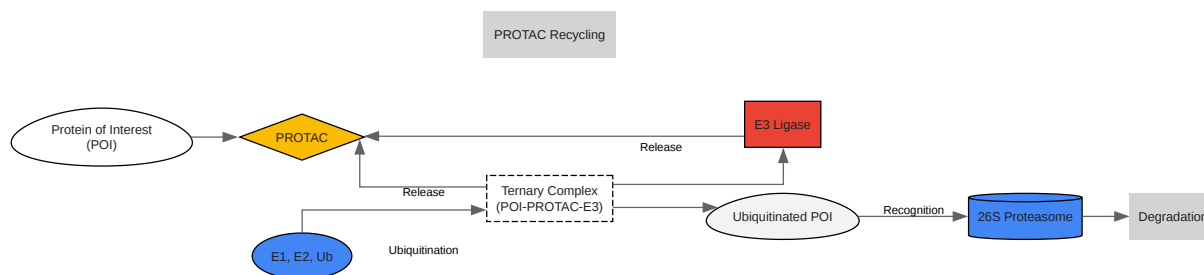 PROTAC Recycling
Protein of Interest
(POI)
PROTAC
E3 Ligase
Release
Release
Ternary Complex
(POI-PROTAC-E3)
Ubiquitinated POI
Recognition
26S Proteasome
Degradation
E1, E2, Ub
Ubiquitination